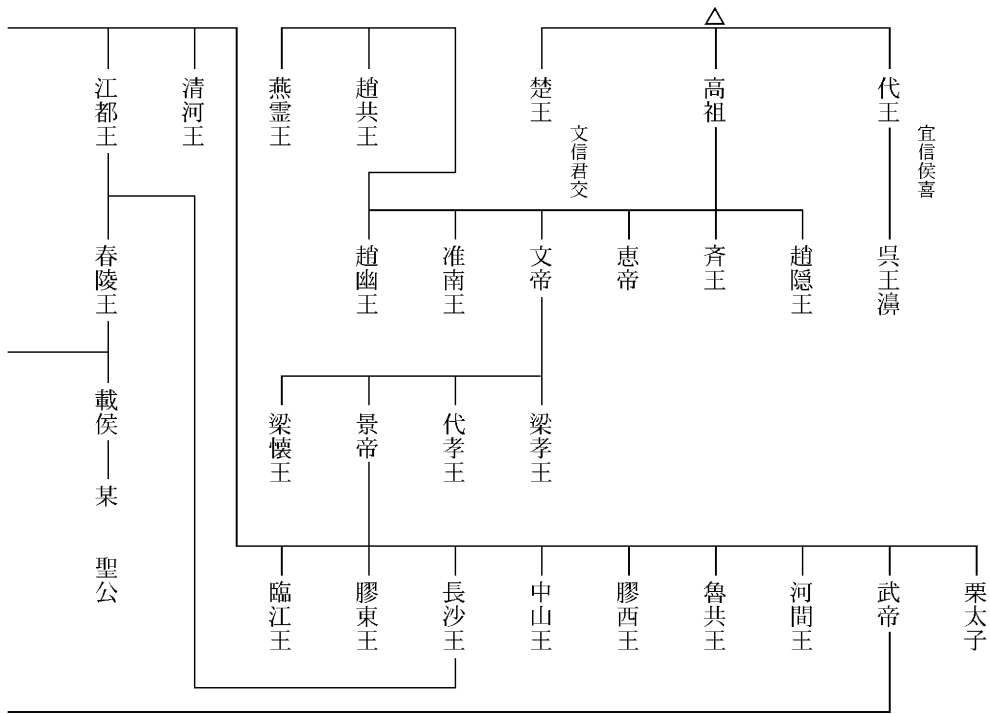 代王
宜信侯喜
高祖
楚王
文信君交
趙共王
燕霊王
清河王
江都王
呉王濞
趙隠王
斉王
恵帝
文帝
淮南王
趙幽王
舂陵王
梁孝王
代孝王
景帝
梁懐王
載侯
某
聖公
栗太子
武帝
河間王
魯共王
膠西王
中山王
長沙王
膠東王
臨江王